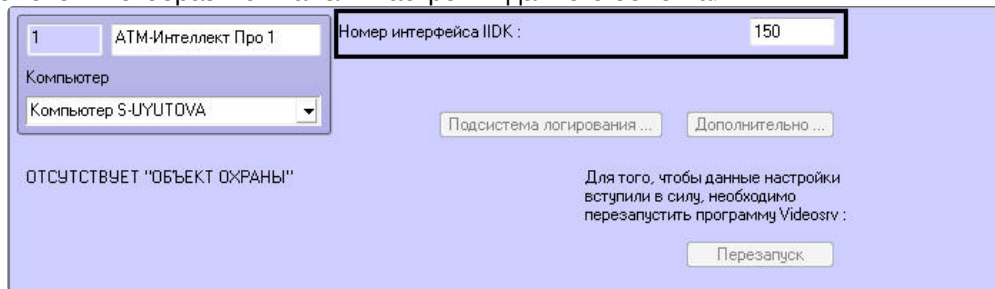 1 АТМ-Интеллект Про 1
Номер интерфейса IIDK : 150
Компьютер
Компьютер S-UYUTOVA
Подсистема логирования ... Дополнительно ...
ОТСУТСТВУЕТ "ОБЪЕКТ ОХРАНЫ"
Для того, чтобы данные настройки
вступили в силу, необходимо
перезапустить программу Videosrv :
Перезапуск